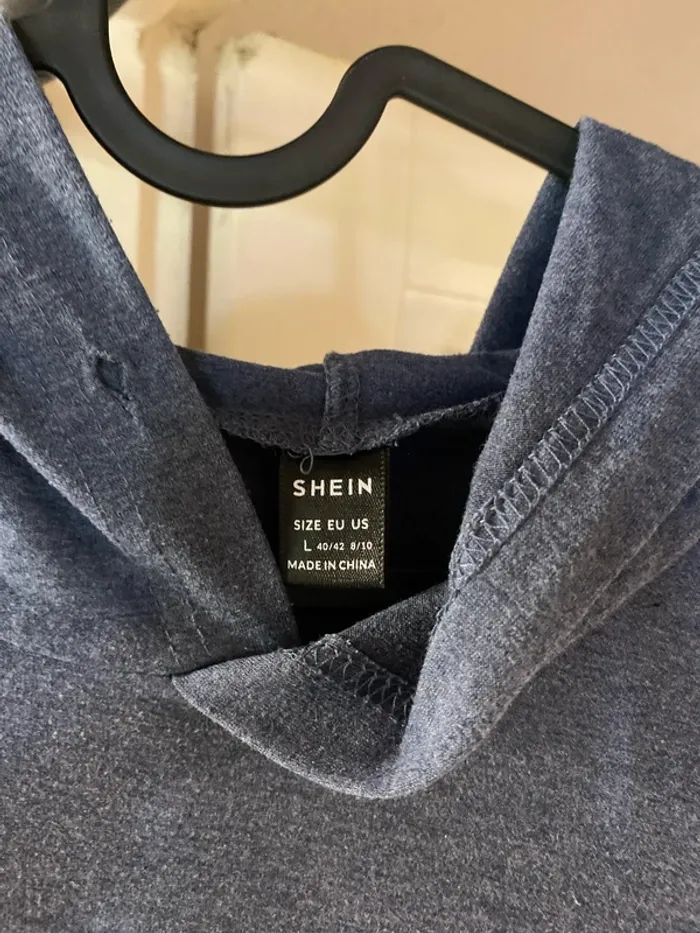 SHEIN
SIZE EU US
L 40/42 8/10
MADE IN CHINA